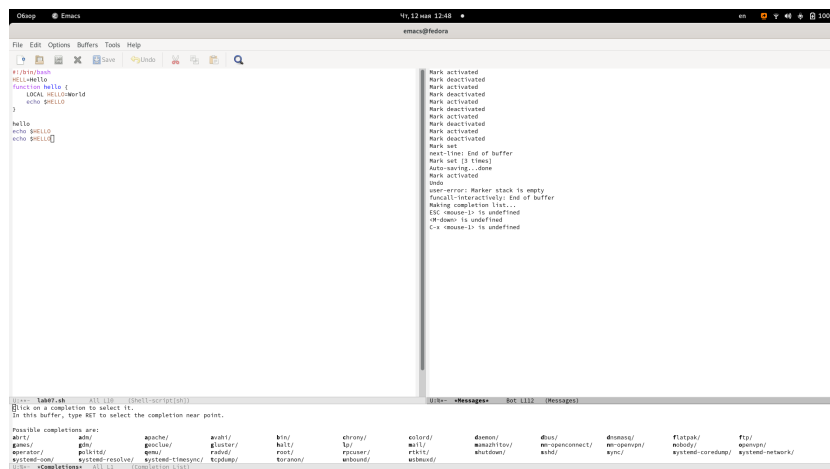 Обзор Emacs Чт, 12 мая 12:48 en 100
emacs@fedora
File Edit Options Buffers Tools Help
Save Undo
#!/bin/bash
HELL=Hello
function hello {
LOCAL HELLO=World
echo $HELLO
}
hello
echo $HELLO
echo $HELLO
Mark activated
Mark deactivated
Mark activated
Mark deactivated
Mark activated
Mark deactivated
Mark activated
Mark deactivated
Mark activated
Mark deactivated
Mark set
next-line: End of buffer
Mark set [3 times]
Auto-saving...done
Mark activated
Undo
user-error: Marker stack is empty
funcall-interactively: End of buffer
Making completion list...
ESC <mouse-1> is undefined
<M-down> is undefined
C-x <mouse-1> is undefined
U:**- lab07.sh All L10 (Shell-script[sh])
U:%*- *Messages* Bot L112 (Messages)
Click on a completion to select it.
In this buffer, type RET to select the completion near point.
Possible completions are:
abrt/ adm/ apache/ avahi/ bin/ chrony/ colord/ daemon/ dbus/ dnsmasq/ flatpak/ ftp/
games/ gdm/ geoclue/ gluster/ halt/ lp/ mail/ mamazhitov/ nm-openconnect/ nm-openvpn/ nobody/ openvpn/
operator/ polkitd/ qemu/ radvd/ root/ rpcuser/ rtkit/ shutdown/ sshd/ sync/ systemd-coredump/ systemd-network/
systemd-oom/ systemd-resolve/ systemd-timesync/ tcpdump/ toranon/ unbound/ usbmuxd/
U:%*- *Completions* All L1 (Completion List)